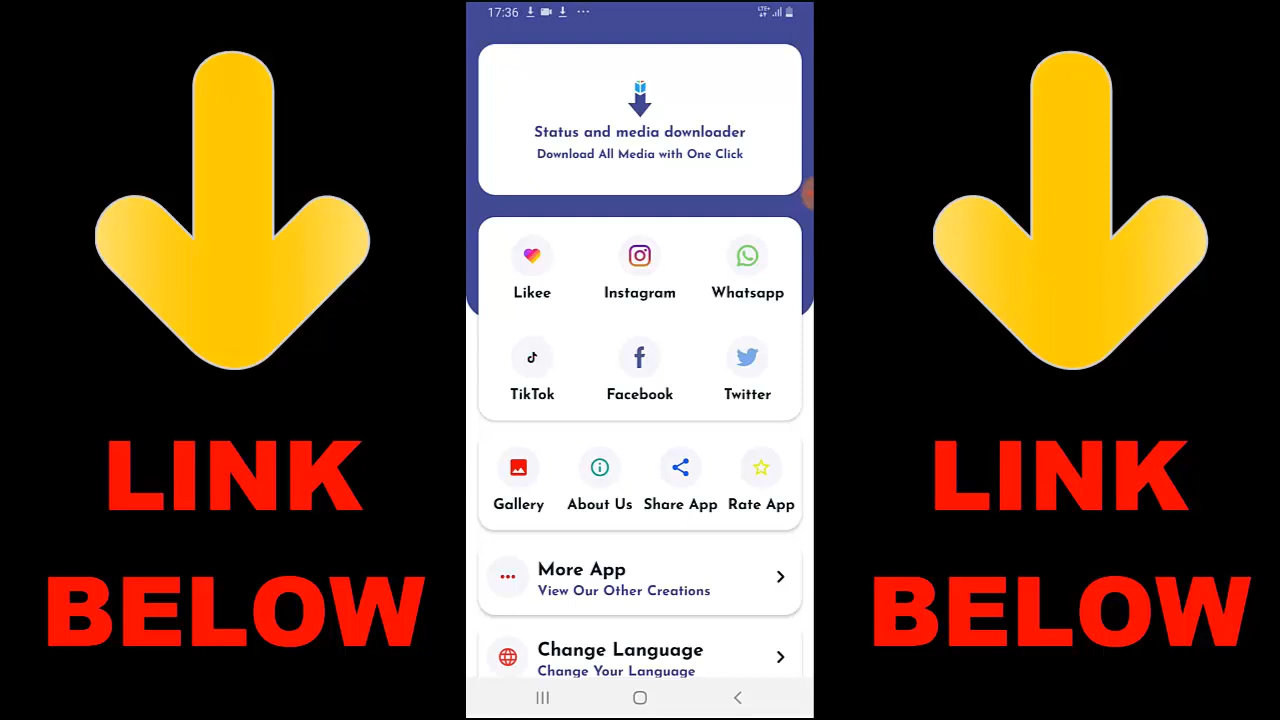 17:36
LTE+
Status and media downloader
Download All Media with One Click
Likee
Instagram
Whatsapp
TikTok
Facebook
Twitter
Gallery
About Us
Share App
Rate App
More App
View Our Other Creations
Change Language
Change Your Language
LINK
BELOW
LINK
BELOW